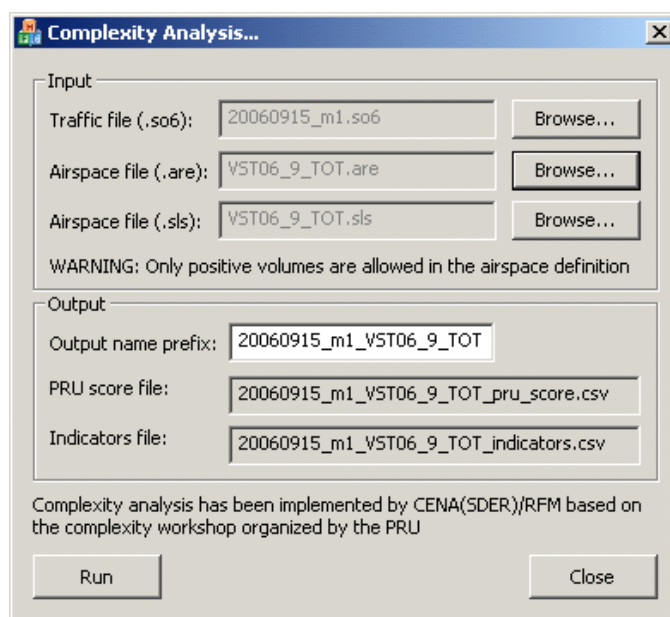 Complexity Analysis...
Input
Traffic file (.so6): 20060915_m1.so6 Browse...
Airspace file (.are): VST06_9_TOT.are Browse...
Airspace file (.sls): VST06_9_TOT.sls Browse...
WARNING: Only positive volumes are allowed in the airspace definition
Output
Output name prefix: 20060915_m1_VST06_9_TOT
PRU score file: 20060915_m1_VST06_9_TOT_pru_score.csv
Indicators file: 20060915_m1_VST06_9_TOT_indicators.csv
Complexity analysis has been implemented by CENA(SDER)/RFM based on
the complexity workshop organized by the PRU
Run Close